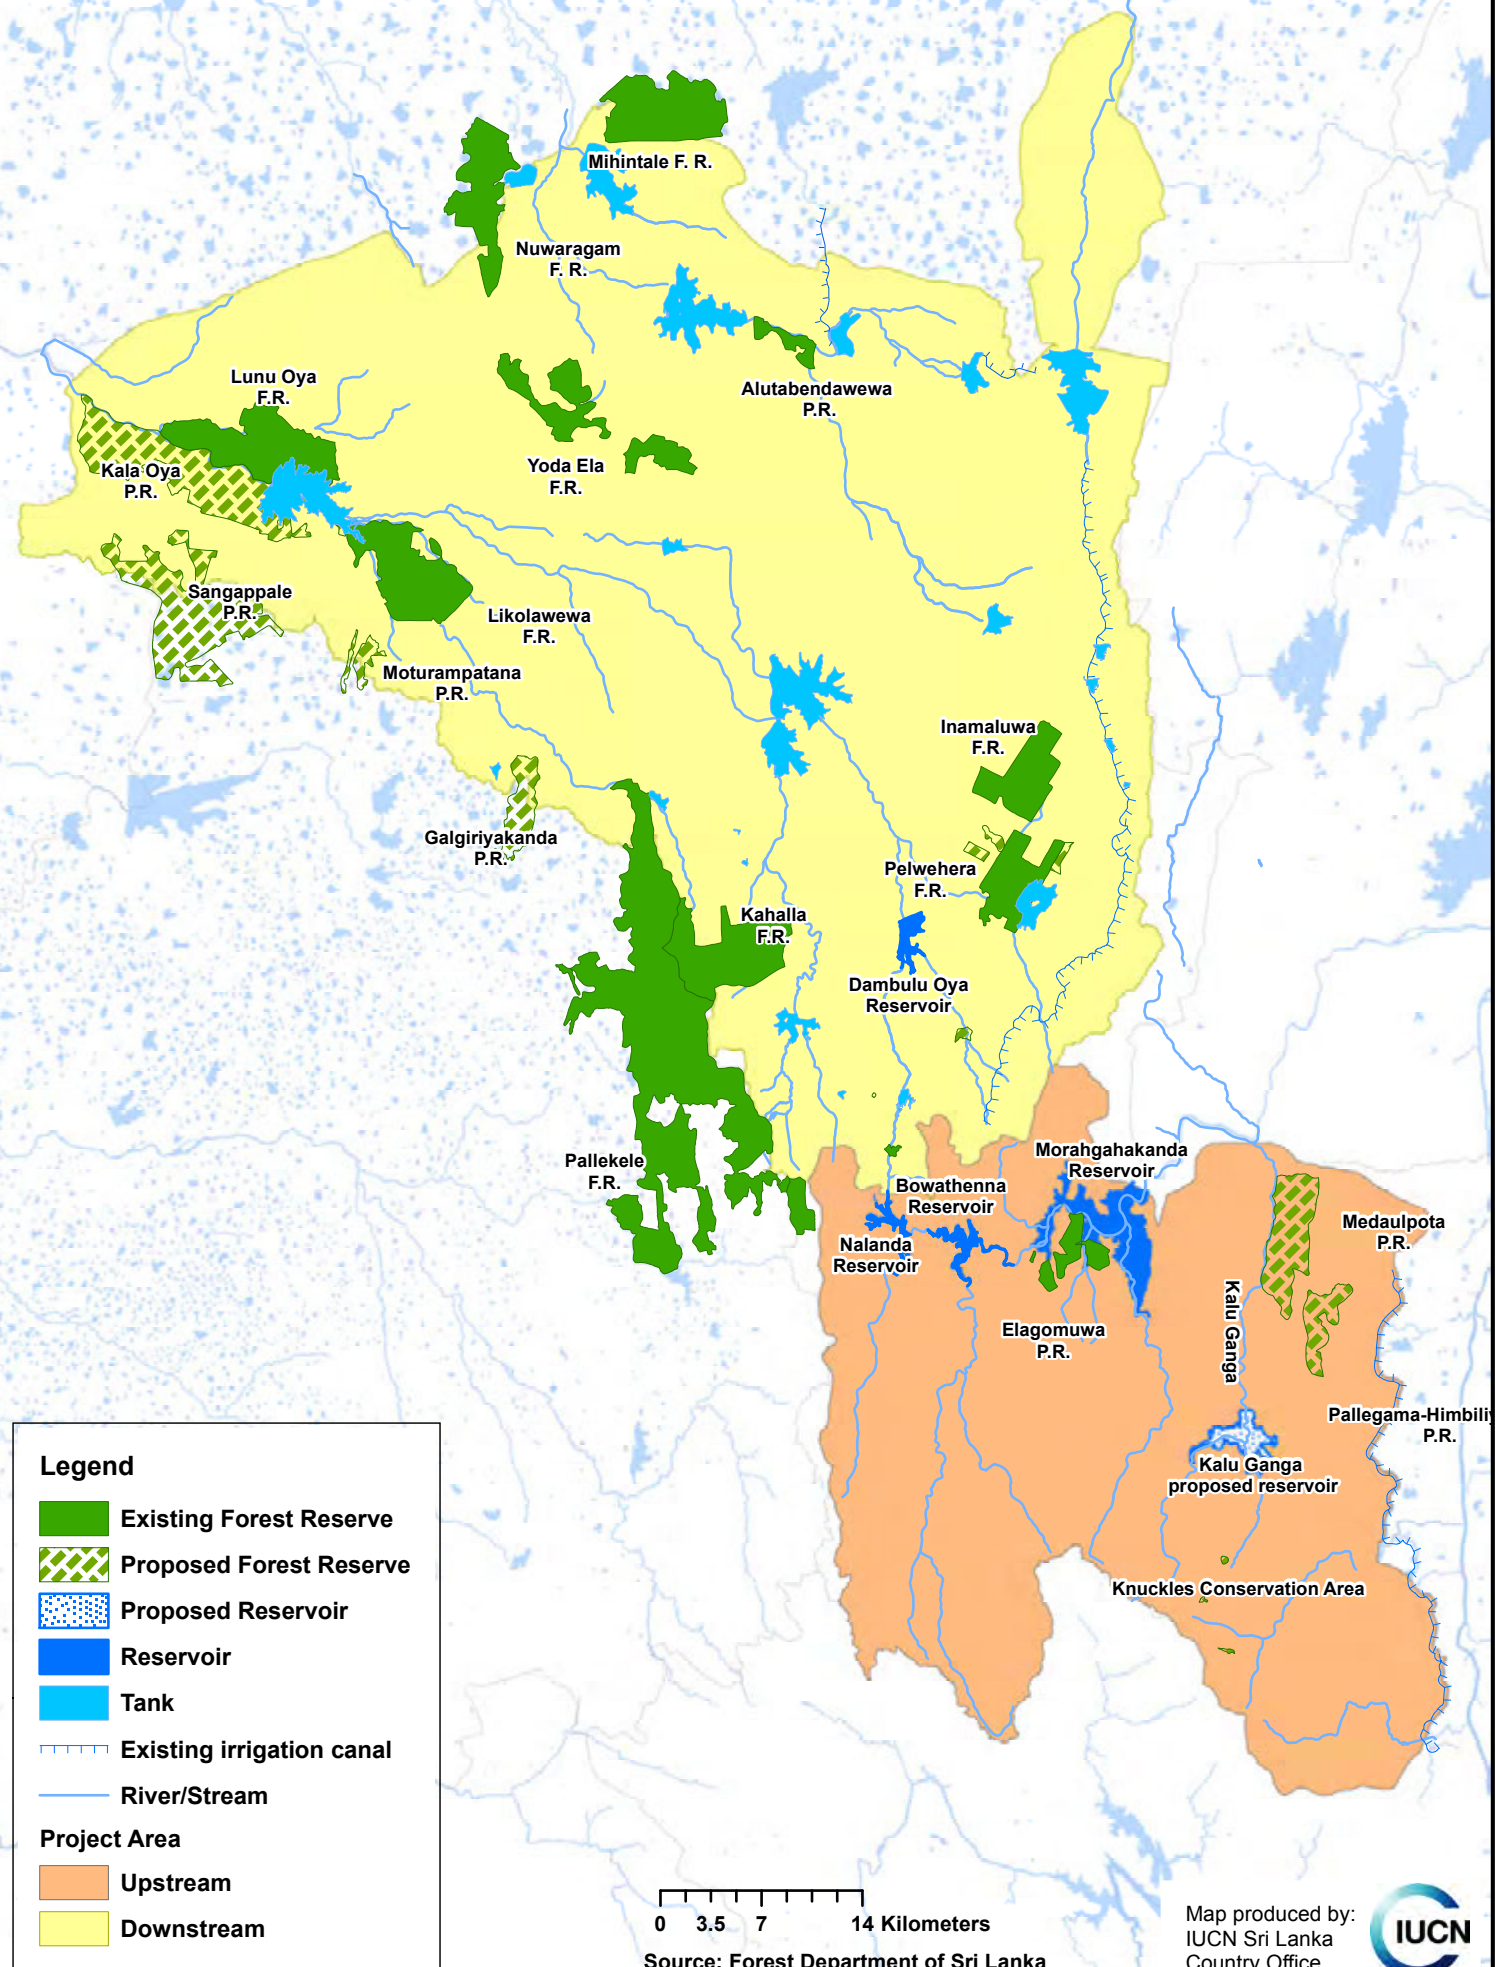 Mihintale F. R.
Nuwaragam
F. R.
Lunu Oya
F.R.
Alutabendawewa
P.R.
Kala Oya
P.R.
Yoda Ela
F.R.
Sangappale
P.R.
Likolawewa
F.R.
Moturampatana
P.R.
Inamaluwa
F.R.
Galgiriyakanda
P.R.
Pelwehera
F.R.
Kahalla
F.R.
Dambulu Oya
Reservoir
Pallekele
F.R.
Morahgahakanda
Reservoir
Bowathenna
Reservoir
Nalanda
Reservoir
Medaulpota
P.R.
Kalu Ganga
Elagomuwa
P.R.
Pallegama-Himbiliy
P.R.
Kalu Ganga
proposed reservoir
Knuckles Conservation Area
Legend
Existing Forest Reserve
Proposed Forest Reserve
Proposed Reservoir
Reservoir
Tank
Existing irrigation canal
River/Stream
Project Area
Upstream
Downstream
0 3.5 7 14 Kilometers
Source: Forest Department of Sri Lanka
Map produced by:
IUCN Sri Lanka
Country Office
IUCN